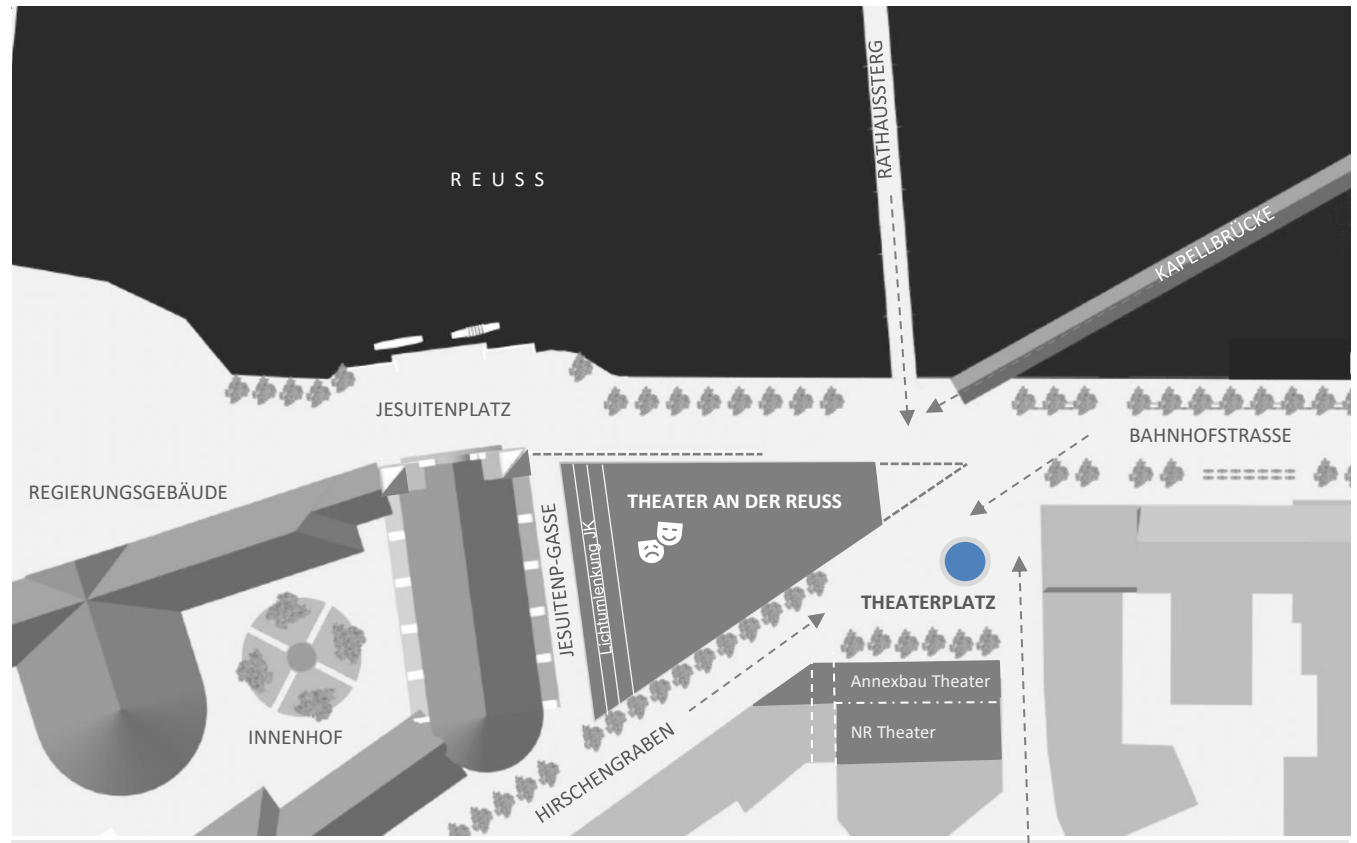 RATHAUSSTERG
REUSS
KAPELLBRÜCKE
JESUITENPLATZ
BAHNHOFSTRASSE
REGIERUNGSGEBÄUDE
THEATER AN DER REUSS
JESUITENP-GASSE
Lichtumlenkung JK
THEATERPLATZ
Annexbau Theater
NR Theater
INNENHOF
HIRSCHENGRABEN